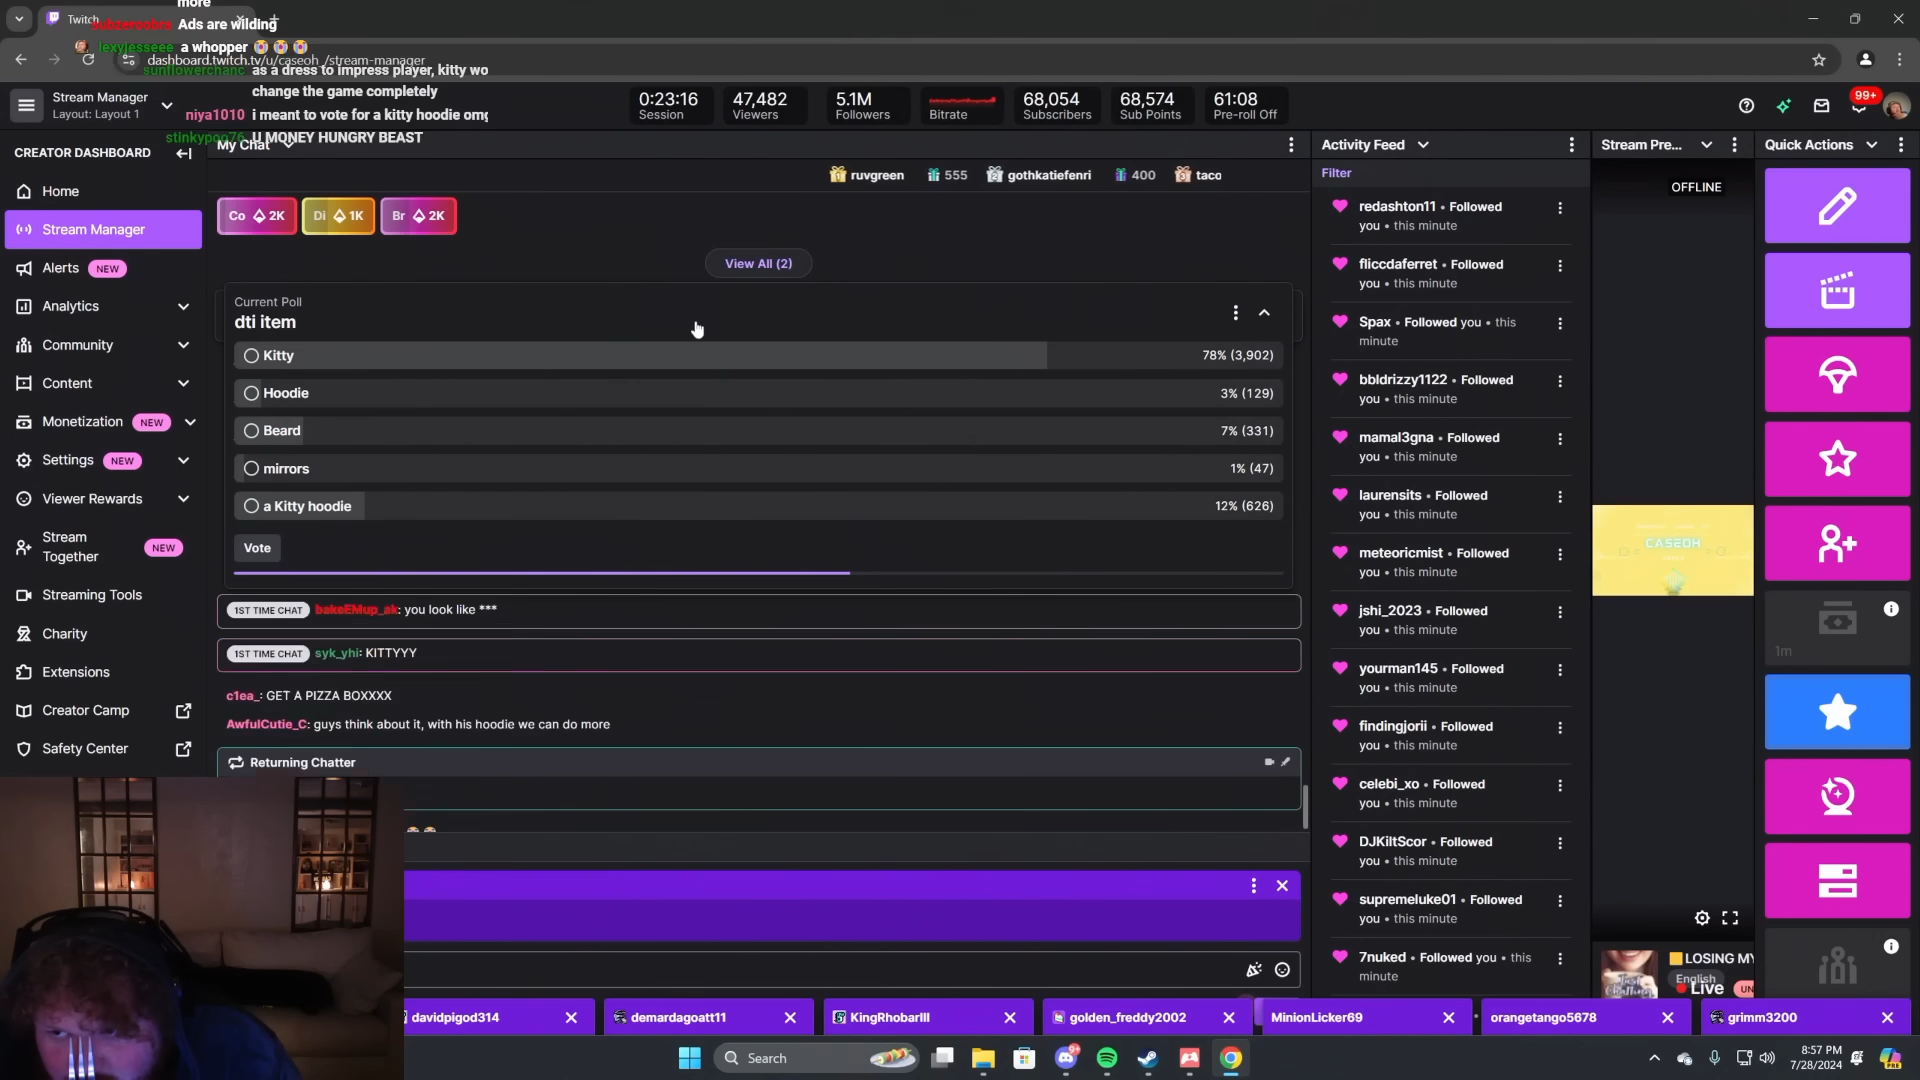 more
Twitch
subzeroobra Ads are wilding
lexyjesseee a whopper
dashboard.twitch.tv/u/caseoh_/stream-manager
sunflowerchanc as a dress to impress player, kitty wo
change the game completely
niya1010 i meant to vote for a kitty hoodie omg
stinkypop76 U MONEY HUNGRY BEAST
Stream Manager
Layout: Layout 1
0:23:16
Session
47,482
Viewers
5.1M
Followers
Bitrate
68,054
Subscribers
68,574
Sub Points
61:08
Pre-roll Off
99+
CREATOR DASHBOARD
Home
Stream Manager
Alerts NEW
Analytics
Community
Content
Monetization NEW
Settings NEW
Viewer Rewards
Stream
Together NEW
Streaming Tools
Charity
Extensions
Creator Camp
Safety Center
My Chat
ruvgreen 555 gothkatiefenri 400 taco
Co 2K Di 1K Br 2K
View All (2)
Current Poll
dti item
Kitty 78% (3,902)
Hoodie 3% (129)
Beard 7% (331)
mirrors 1% (47)
a Kitty hoodie 12% (626)
Vote
1ST TIME CHAT bakeEMup_ak: you look like ***
1ST TIME CHAT syk_yhi: KITTYYY
c1ea_: GET A PIZZA BOXXXX
AwfulCutie_C: guys think about it, with his hoodie we can do more
Returning Chatter
Activity Feed
Filter
redashton11 • Followed
you • this minute
fliccdaferret • Followed
you • this minute
Spax • Followed you • this
minute
bbldrizzy1122 • Followed
you • this minute
mamal3gna • Followed
you • this minute
laurensits • Followed
you • this minute
meteoricmist • Followed
you • this minute
jshi_2023 • Followed
you • this minute
yourman145 • Followed
you • this minute
findingjorii • Followed
you • this minute
celebi_xo • Followed
you • this minute
DJKiltScor • Followed
you • this minute
supremeluke01 • Followed
you • this minute
7nuked • Followed you • this
minute
Stream Pre...
OFFLINE
CASEOH
LOSING MY
English
Live UN
Quick Actions
1m
davidpigod314
demardagoatt11
KingRhobarIII
golden_freddy2002
MinionLicker69
orangetango5678
grimm3200
Search
9+
8:57 PM
7/28/2024
PRE